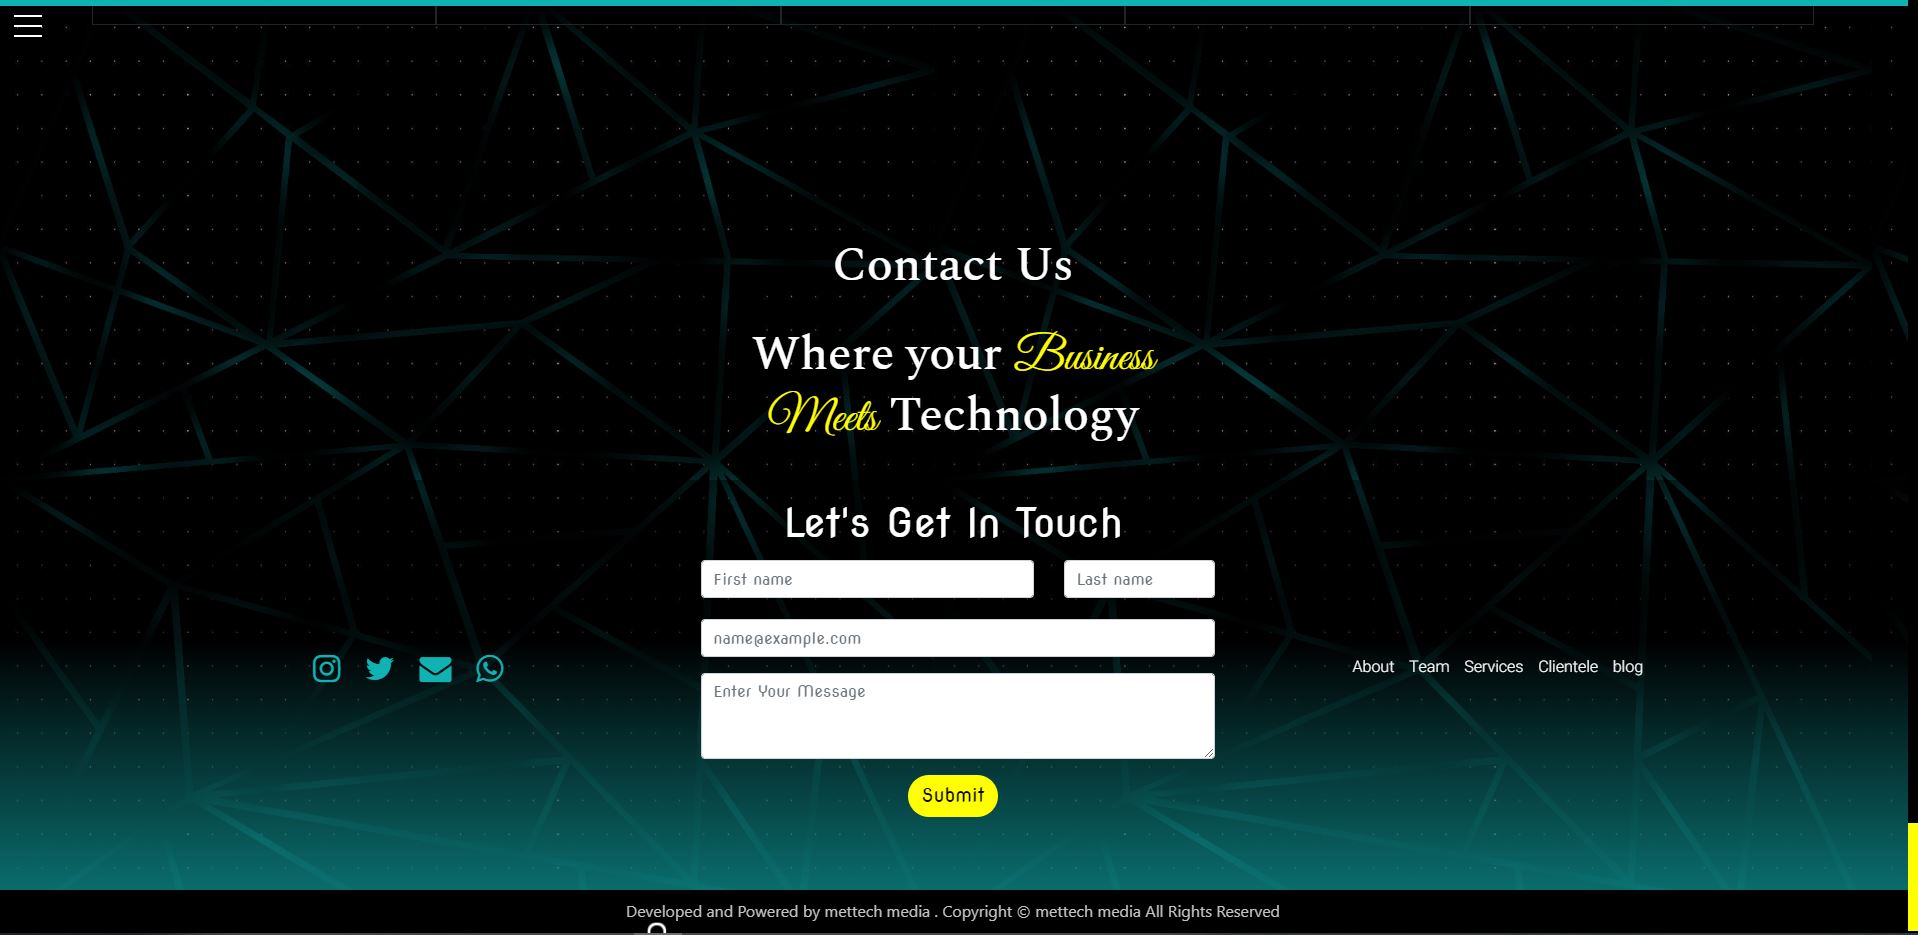 Contact Us
Where your Business
Meets Technology
Let's Get In Touch
First name
Last name
name@example.com
Enter Your Message
Submit
About Team Services Clientele blog
Developed and Powered by mettech media . Copyright © mettech media All Rights Reserved